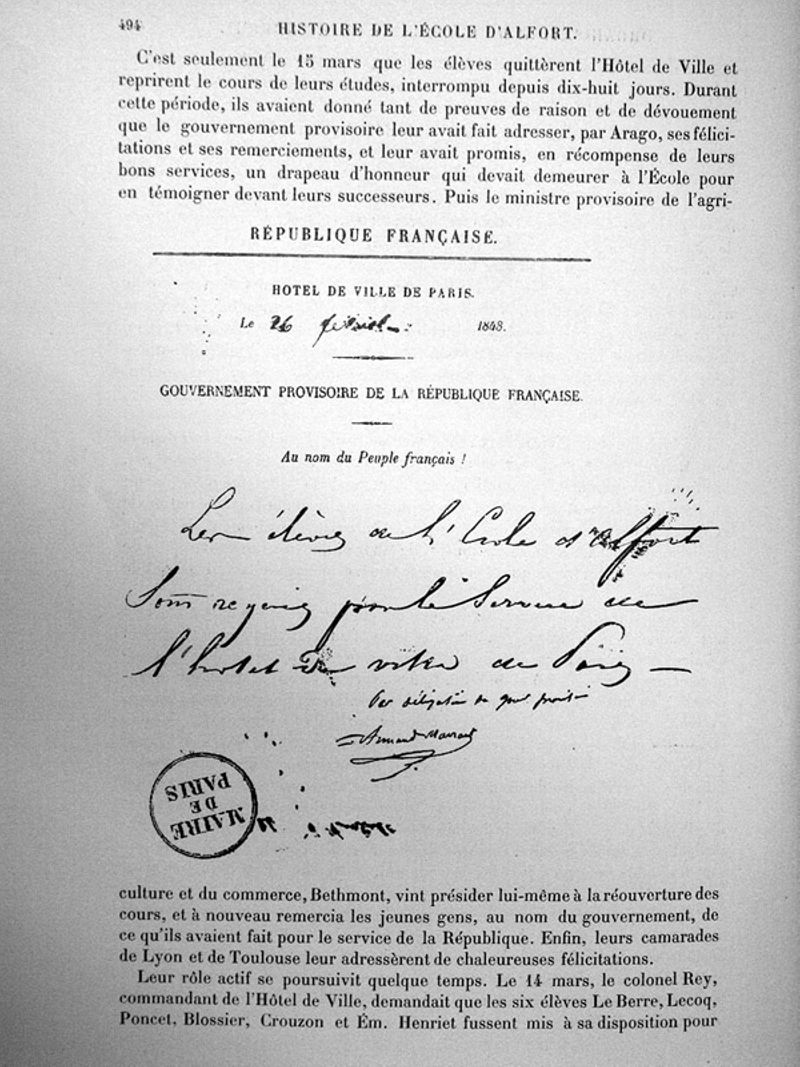 494
HISTOIRE DE L'ÉCOLE D'ALFORT.
C'est seulement le 15 mars que les élèves quittèrent l'Hôtel de Ville et
reprirent le cours de leurs études, interrompu depuis dix-huit jours. Durant
cette période, ils avaient donné tant de preuves de raison et de dévouement
que le gouvernement provisoire leur avait fait adresser, par Arago, ses félici-
tations et ses remerciements, et leur avait promis, en récompense de leurs
bons services, un drapeau d'honneur qui devait demeurer à l'École pour
en témoigner devant leurs successeurs. Puis le ministre provisoire de l'agri-
RÉPUBLIQUE FRANÇAISE.
HOTEL DE VILLE DE PARIS.
Le 26 février 1848.
GOUVERNEMENT PROVISOIRE DE LA RÉPUBLIQUE FRANÇAISE.
Au nom du Peuple français !
Les élèves de l'École d'Alfort
Sont requis pour le Service de
l'hotel de ville de Paris
Par délégation du gouv provis
Armand Marrast
MAIRE
DE
PARIS
culture et du commerce, Bethmont, vint présider lui-même à la réouverture des
cours, et à nouveau remercia les jeunes gens, au nom du gouvernement, de
ce qu'ils avaient fait pour le service de la République. Enfin, leurs camarades
de Lyon et de Toulouse leur adressèrent de chaleureuses félicitations.
Leur rôle actif se poursuivit quelque temps. Le 14 mars, le colonel Rey,
commandant de l'Hôtel de Ville, demandait que les six élèves Le Berre, Lecoq,
Poncet, Blossier, Crouzon et Ém. Henriet fussent mis à sa disposition pour